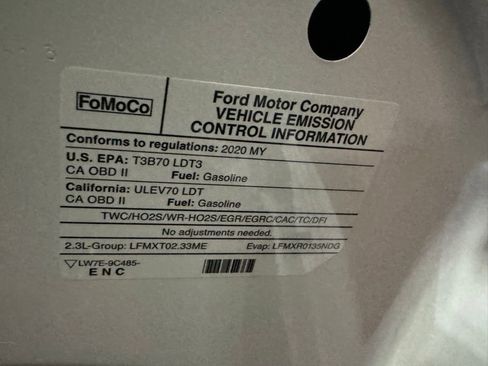 FoMoCo
Ford Motor Company
VEHICLE EMISSION
CONTROL INFORMATION
Conforms to regulations: 2020 MY
U.S. EPA: T3B70 LDT3
CA OBD II Fuel: Gasoline
California: ULEV70 LDT
CA OBD II Fuel: Gasoline
TWC/HO2S/WR-HO2S/EGR/EGRC/CAC/TC/DFI
No adjustments needed.
2.3L-Group: LFMXT02.33ME Evap: LFMXR0135NDG
▽LW7E-9C485-
ENC